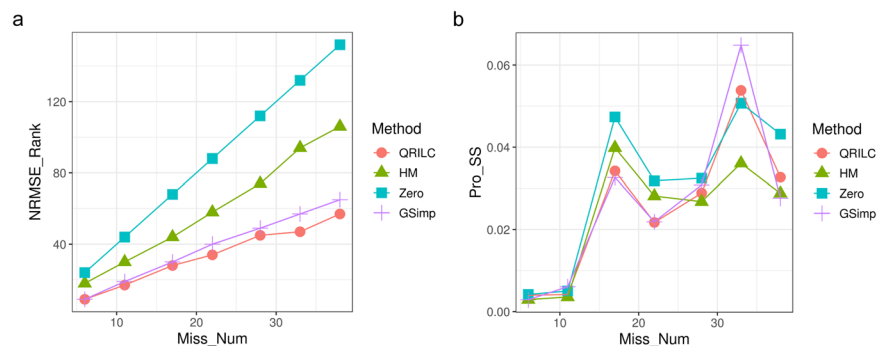 a
NRMSE_Rank
120
80
40
10
20
30
Miss_Num
Method
QRILC
HM
Zero
GSimp
b
Pro_SS
0.06
0.04
0.02
0.00
10
20
30
Miss_Num
Method
QRILC
HM
Zero
GSimp